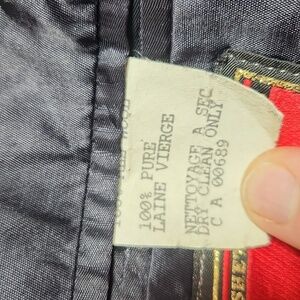 100% PURE
LAINE VIERGE
NETTOYAGE A SEC
DRY CLEAN ONLY
C A 00689